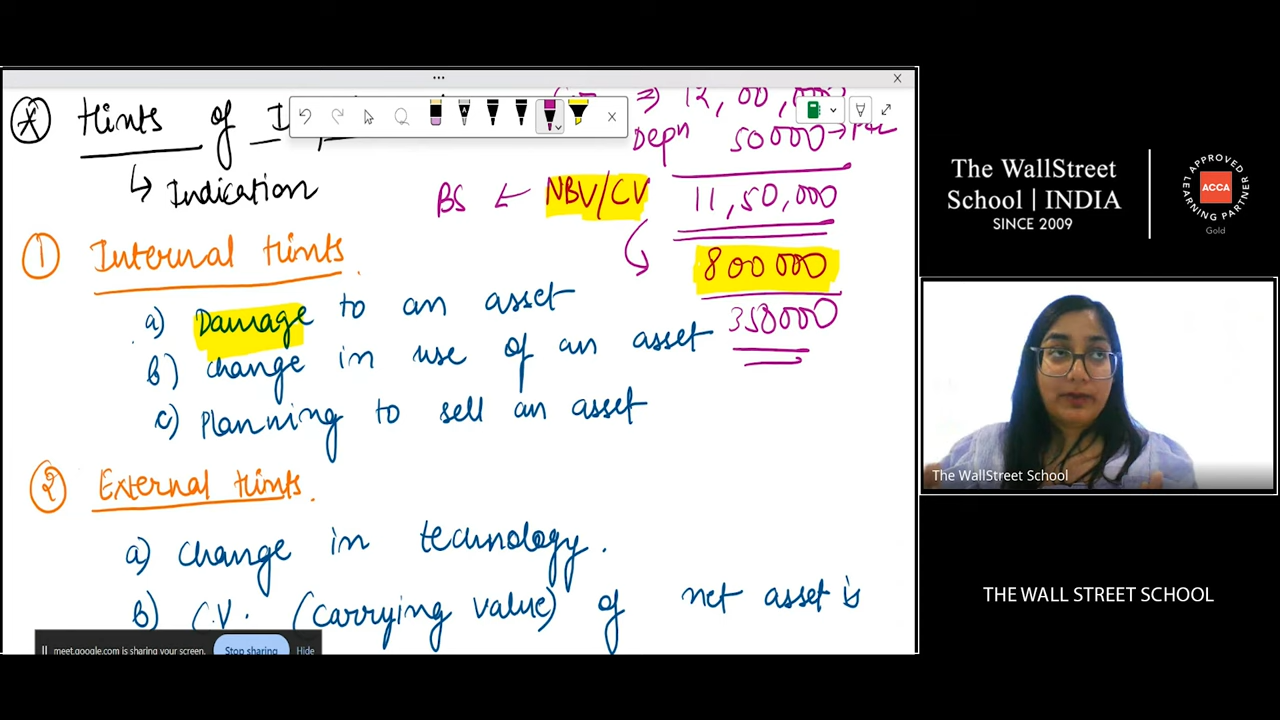 Hints of
↳ Indication
⇒ 12,00,000
Depn 50000
BS ← NBV/CV 11,50,000
800000
350000
① Internal Hints.
a) Damage to an asset
b) change in use of an asset
c) Planning to sell an asset
② External Hints.
a) change in technology.
b) C.V. (carrying value) of net asset is
meet.google.com is sharing your screen. Stop sharing Hide
The WallStreet
School | INDIA
SINCE 2009
APPROVED LEARNING PARTNER
ACCA
Gold
The WallStreet School
THE WALL STREET SCHOOL